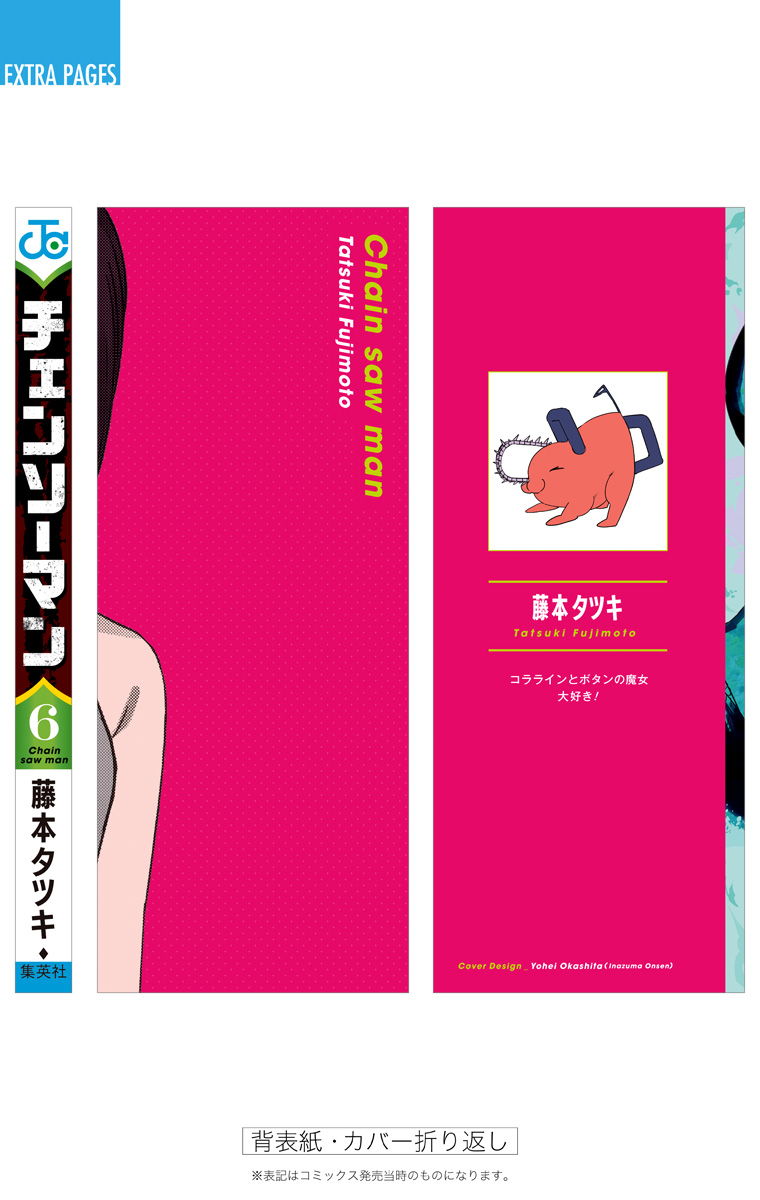 EXTRA PAGES
JC
チェンソーマン
6
Chain
saw man
藤本タツキ
◆
集英社
Chain saw man
Tatsuki Fujimoto
藤本タツキ
Tatsuki Fujimoto
コララインとボタンの魔女
大好き!
Cover Design _ Yohei Okashita (Inazuma Onsen)
背表紙・カバー折り返し
※表記はコミックス発売当時のものになります。